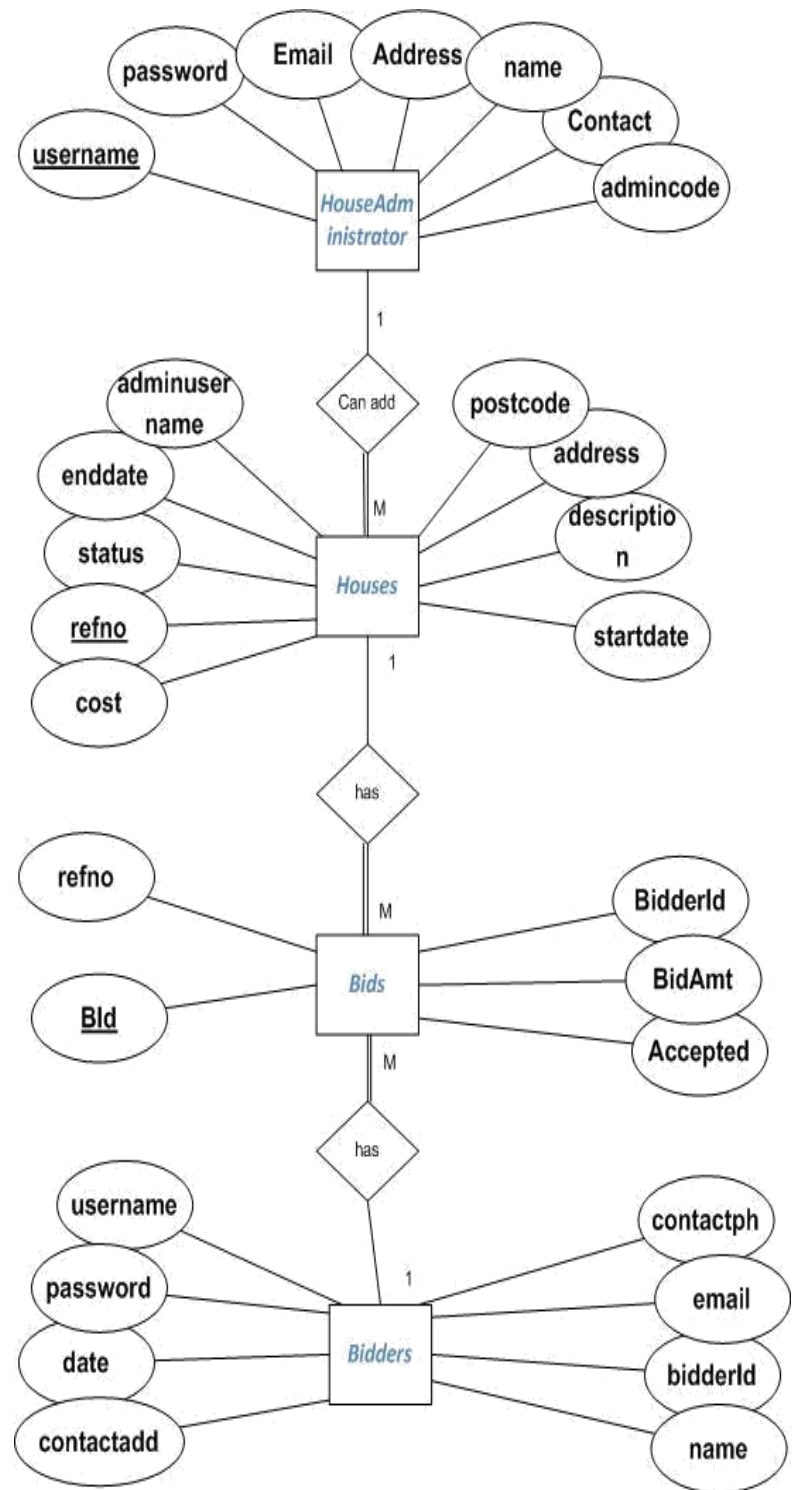 password
Email
Address
name
Contact
username
admincode
HouseAdm
inistrator
1
adminuser
name
Can add
postcode
address
enddate
M
descriptio
n
status
Houses
refno
startdate
cost
1
has
refno
M
BidderId
Bids
BidAmt
BId
Accepted
M
has
username
contactph
1
password
email
Bidders
date
bidderId
contactadd
name